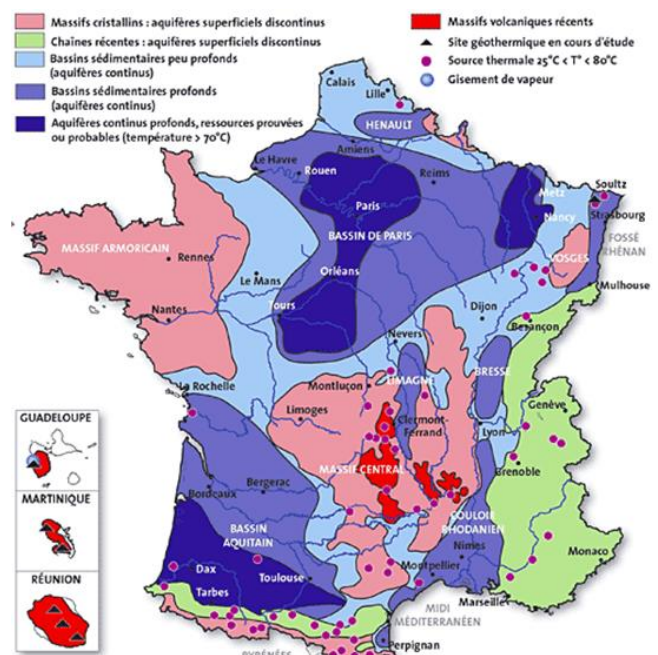 Massifs cristallins : aquifères superficiels discontinus
Chaînes récentes : aquifères superficiels discontinus
Bassins sédimentaires peu profonds
(aquifères continus)
Bassins sédimentaires profonds
(aquifères continus)
Aquifères continus profonds, ressources prouvées
ou probables (température > 70°C)
Massifs volcaniques récents
Site géothermique en cours d'étude
Source thermale 25°C < T° < 80°C
Gisement de vapeur
Calais
Lille
HENAULT
Amiens
Le Havre
Rouen
Reims
Paris
Metz
Nancy
Soultz
Strasbourg
FOSSÉ
RHÉNAN
BASSIN DE PARIS
MASSIF ARMORICAIN
Rennes
VOSGES
Orléans
Le Mans
Mulhouse
Nantes
Tours
Dijon
Besançon
Nevers
BRESSE
La Rochelle
Montluçon
LIMAGNE
Genève
Limoges
Clermont-
Ferrand
Lyon
GUADELOUPE
MASSIF CENTRAL
Grenoble
Bordeaux
Bergerac
MARTINIQUE
COULOIR
RHODANIEN
BASSIN
AQUITAIN
Nîmes
Monaco
Montpellier
Dax
Toulouse
RÉUNION
Tarbes
Marseille
MIDI
MÉDITERRANÉEN
Perpignan
PYRÉNÉES